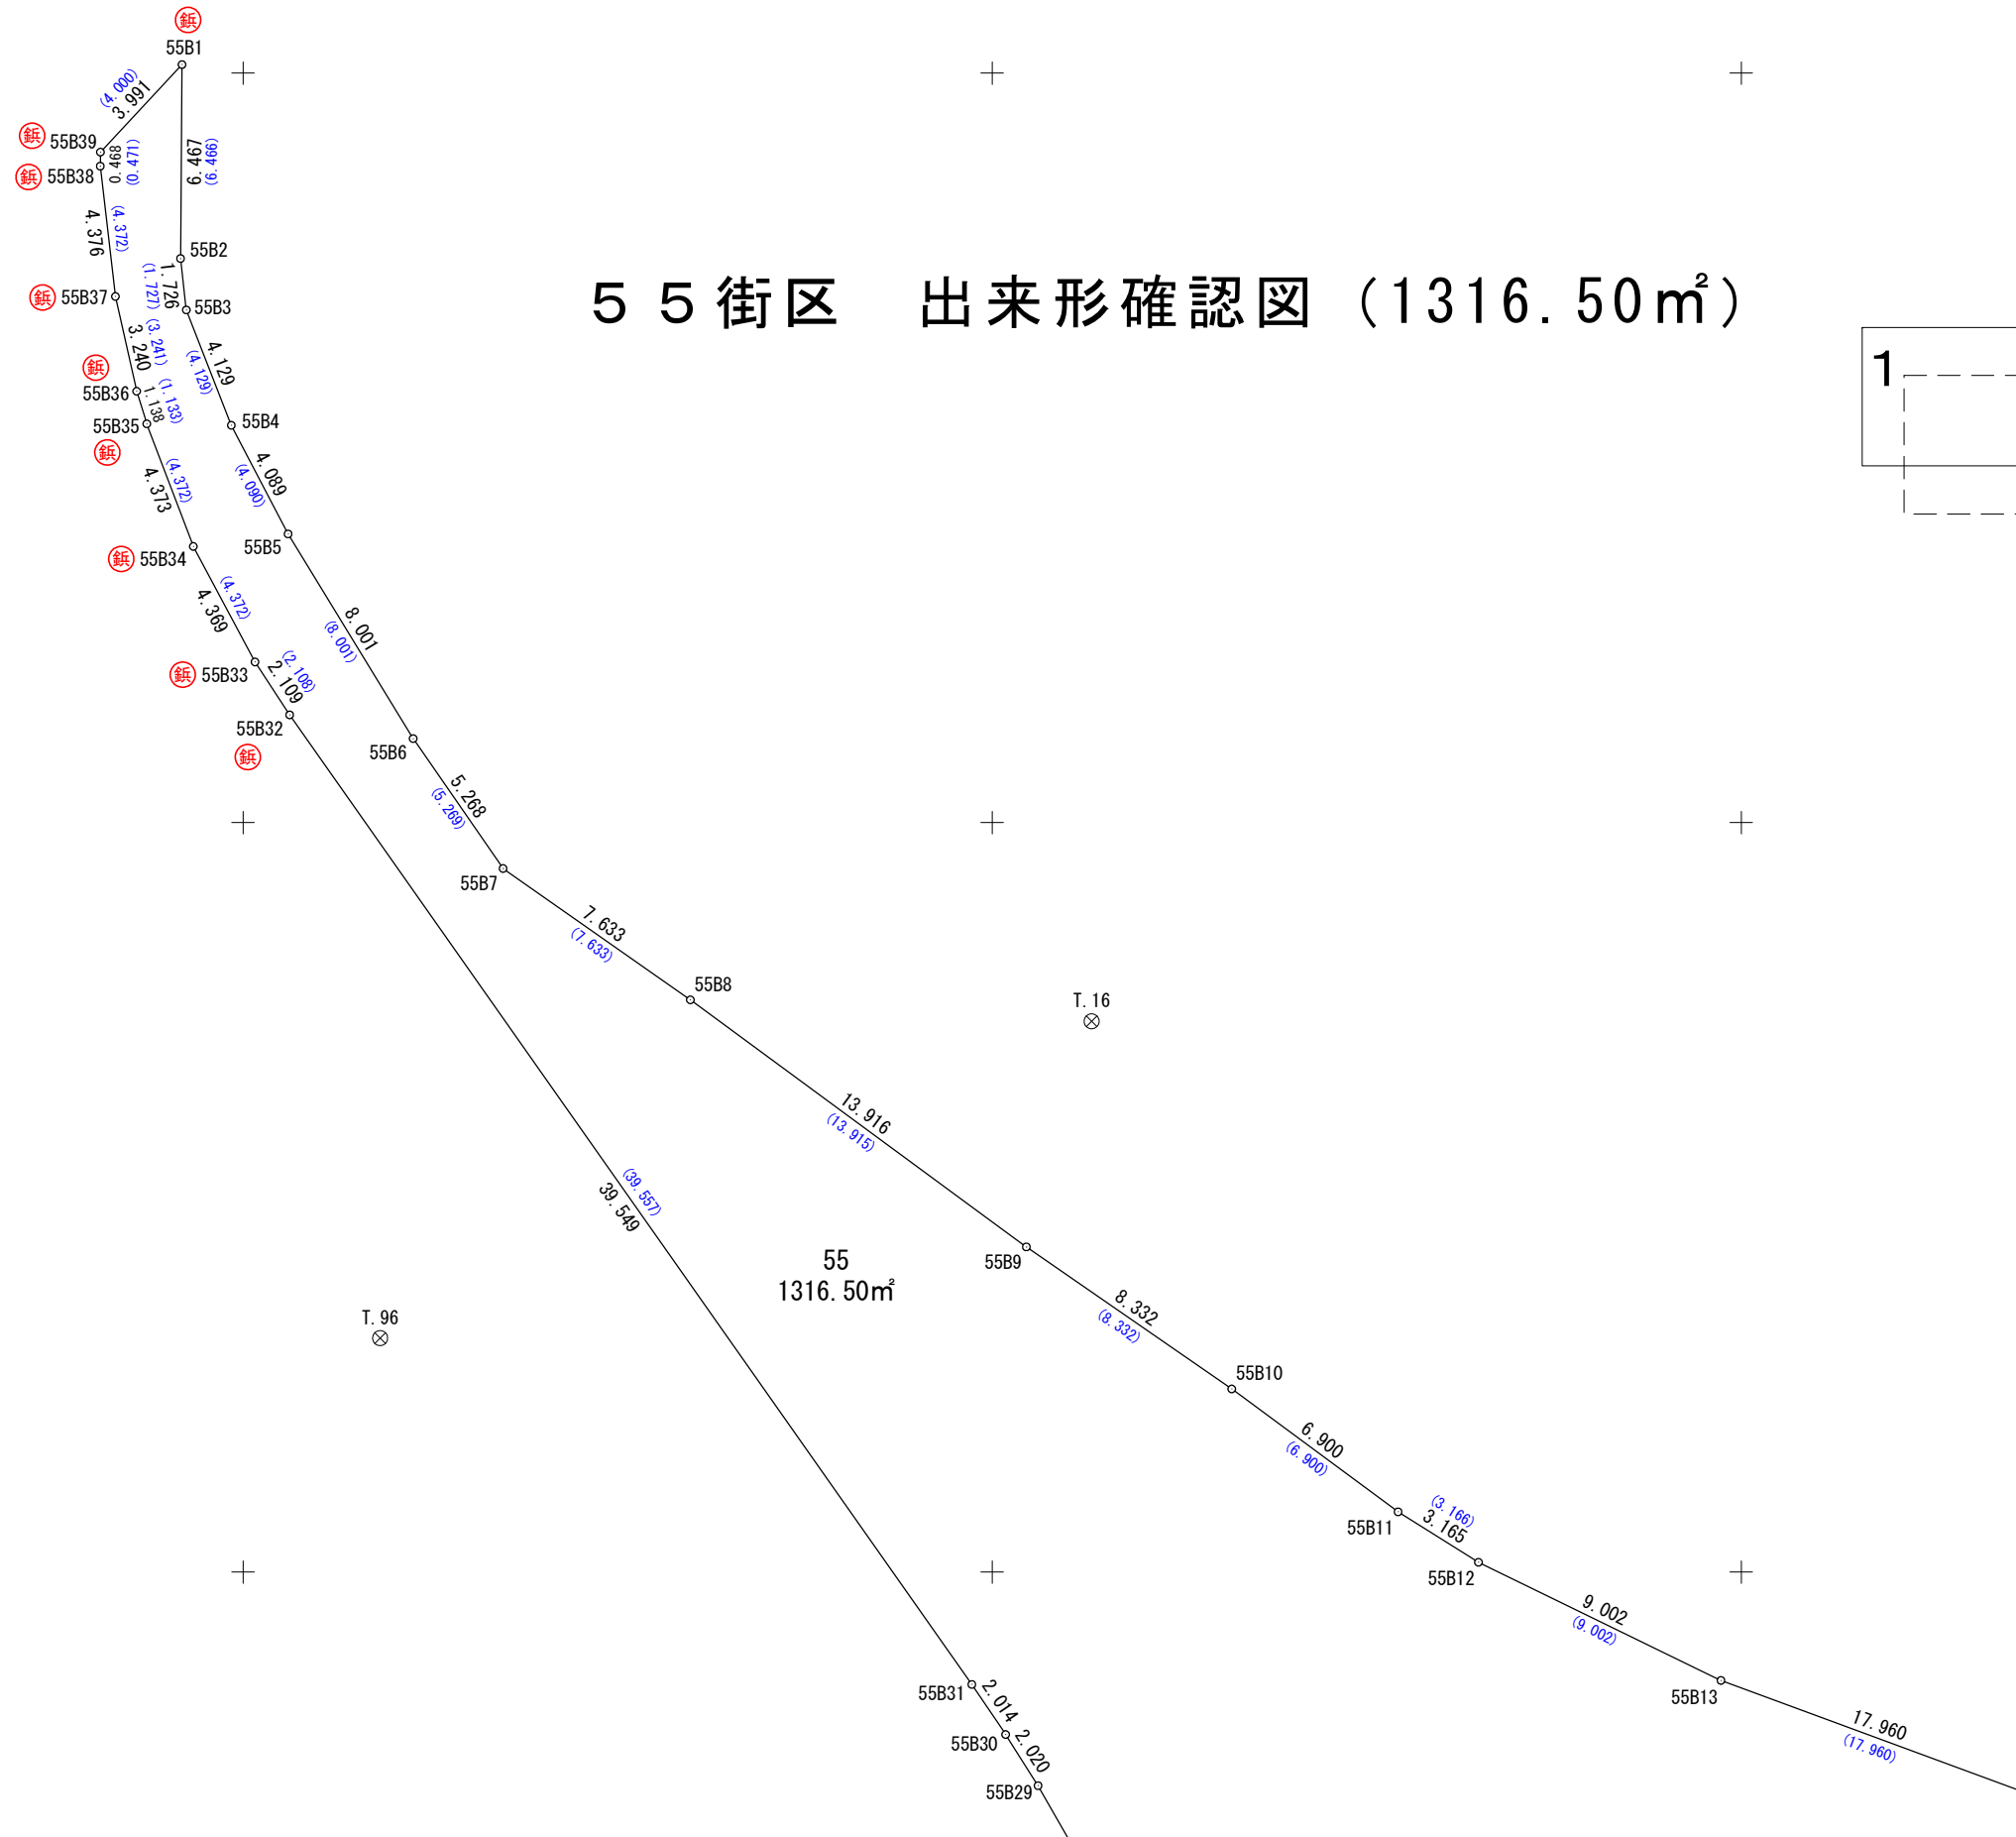 鋲
55B1
(4.000)
3.991
鋲
55B39
0.468
(0.471)
6.467
(6.466)
鋲
55B38
4.376
(4.372)
55B2
1.726
(1.727)
鋲
55B37
55B3
５５街区　出来形確認図（1316.50㎡）
1
3.240
(3.241)
鋲
55B36
1.138
(1.133)
4.129
(4.129)
55B35
鋲
55B4
4.373
(4.372)
4.089
(4.090)
鋲
55B34
55B5
4.369
(4.372)
8.001
(8.001)
鋲
55B33
2.109
(2.108)
55B32
鋲
55B6
5.268
(5.269)
55B7
7.633
(7.633)
55B8
T.16
13.916
(13.915)
39.549
(39.557)
55
1316.50㎡
55B9
T.96
8.332
(8.332)
55B10
6.900
(6.900)
55B11
(3.166)
3.165
55B12
9.002
(9.002)
55B31
2.014
55B13
55B30
2.020
17.960
(17.960)
55B29